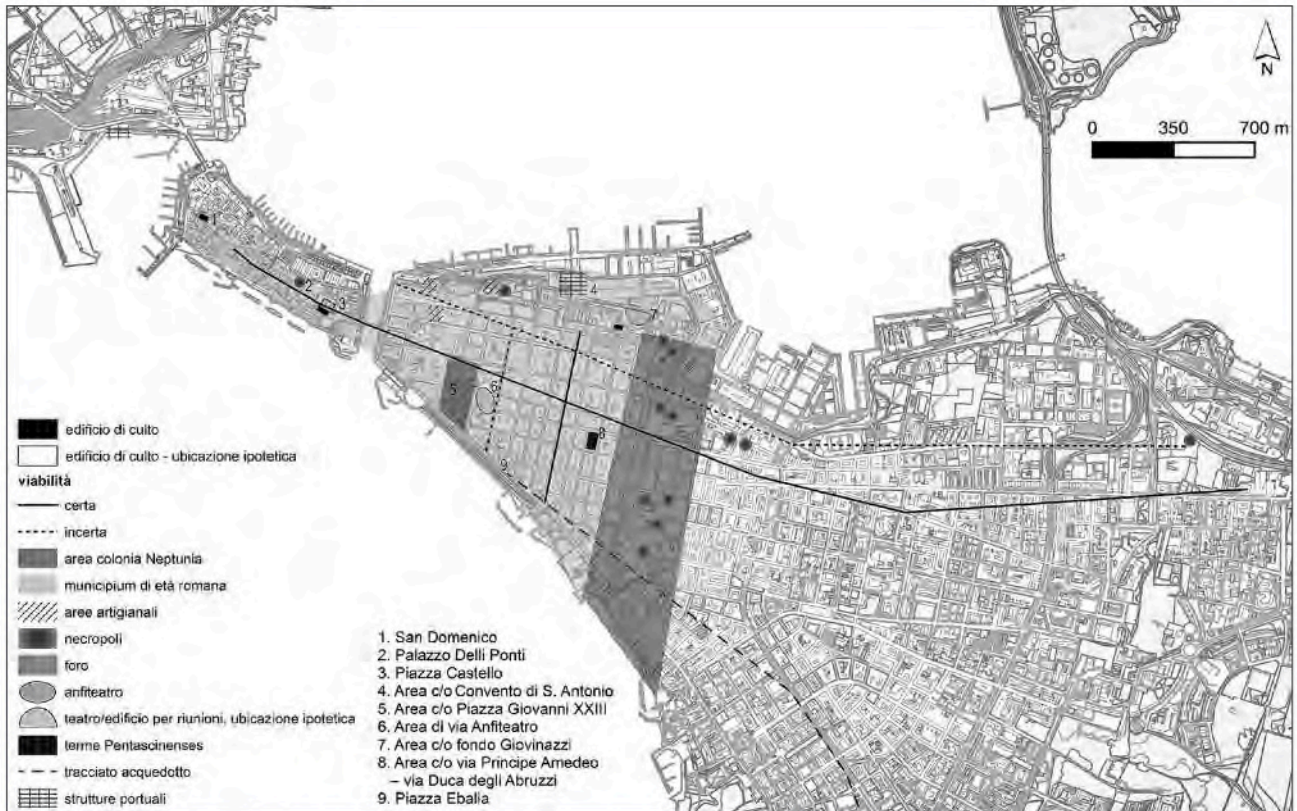 N
0 350 700 m
1
2
3
4
5
6
7
8
9
edificio di culto
edificio di culto - ubicazione ipotetica
viabilità
certa
incerta
area colonia Neptunia
municipium di età romana
aree artigianali
necropoli
foro
anfiteatro
teatro/edificio per riunioni, ubicazione ipotetica
terme Pentascinenses
tracciato acquedotto
strutture portuali
1. San Domenico
2. Palazzo Delli Ponti
3. Piazza Castello
4. Area c/o Convento di S. Antonio
5. Area c/o Piazza Giovanni XXIII
6. Area di via Anfiteatro
7. Area c/o fondo Giovinazzi
8. Area c/o via Principe Amedeo
– via Duca degli Abruzzi
9. Piazza Ebalia